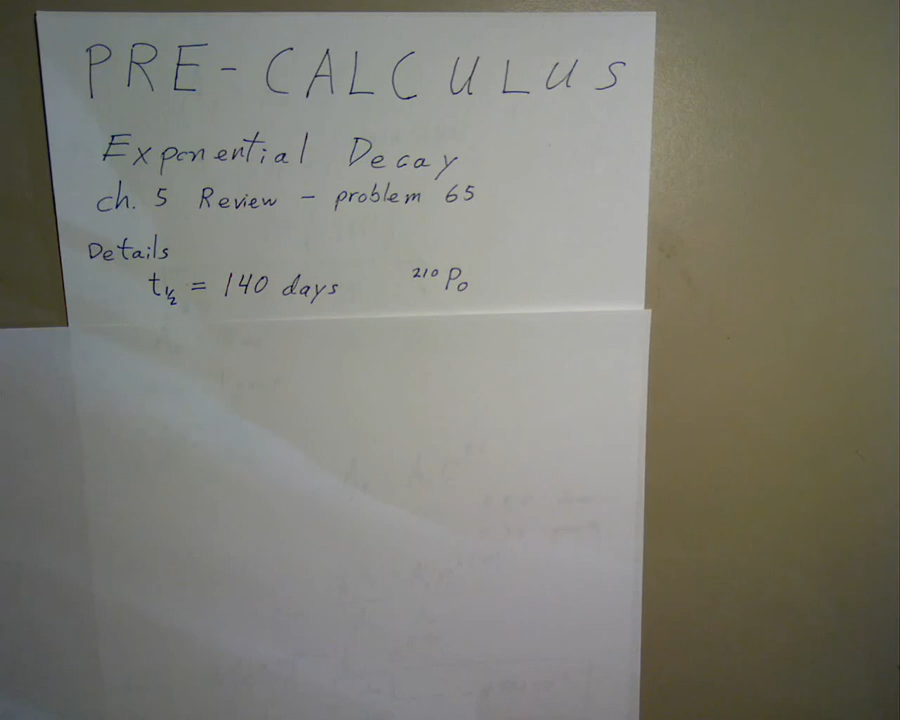 PRE-CALCULUS
Exponential Decay
ch. 5 Review - problem 65
Details
t½ = 140 days ²¹⁰Po